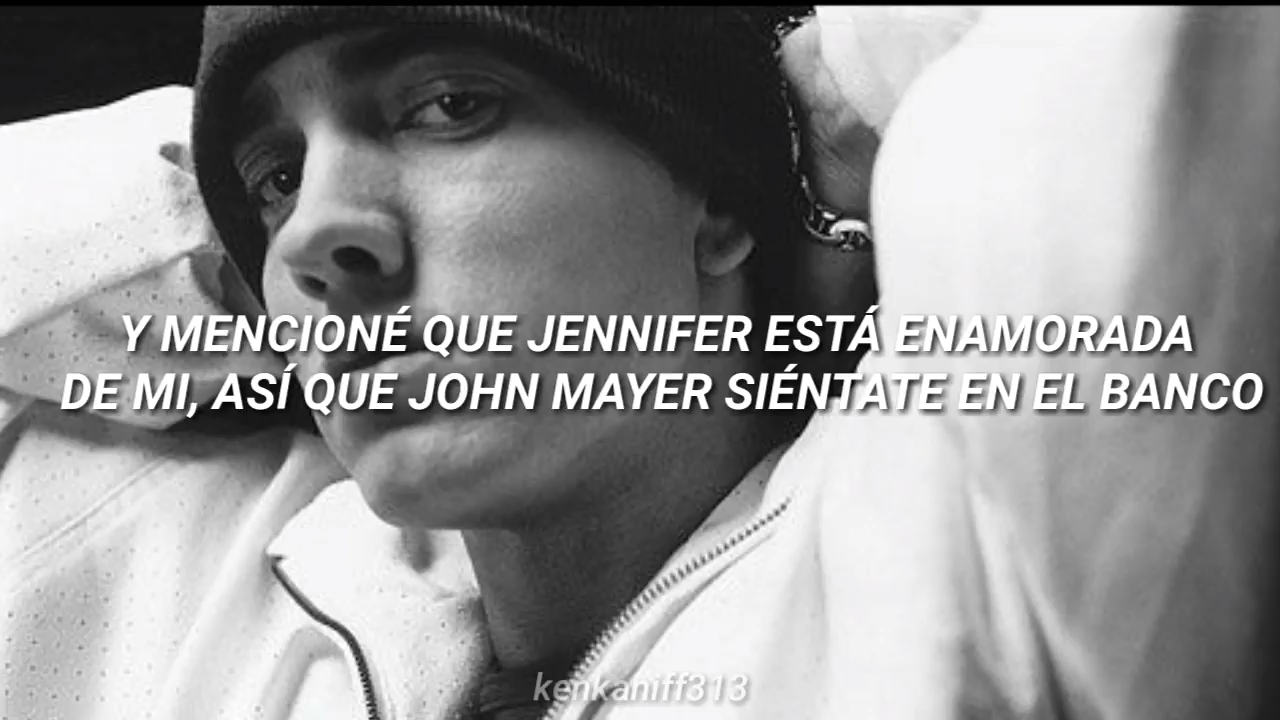 Y MENCIONÉ QUE JENNIFER ESTÁ ENAMORADA
DE MI, ASÍ QUE JOHN MAYER SIÉNTATE EN EL BANCO
kenkaniff313